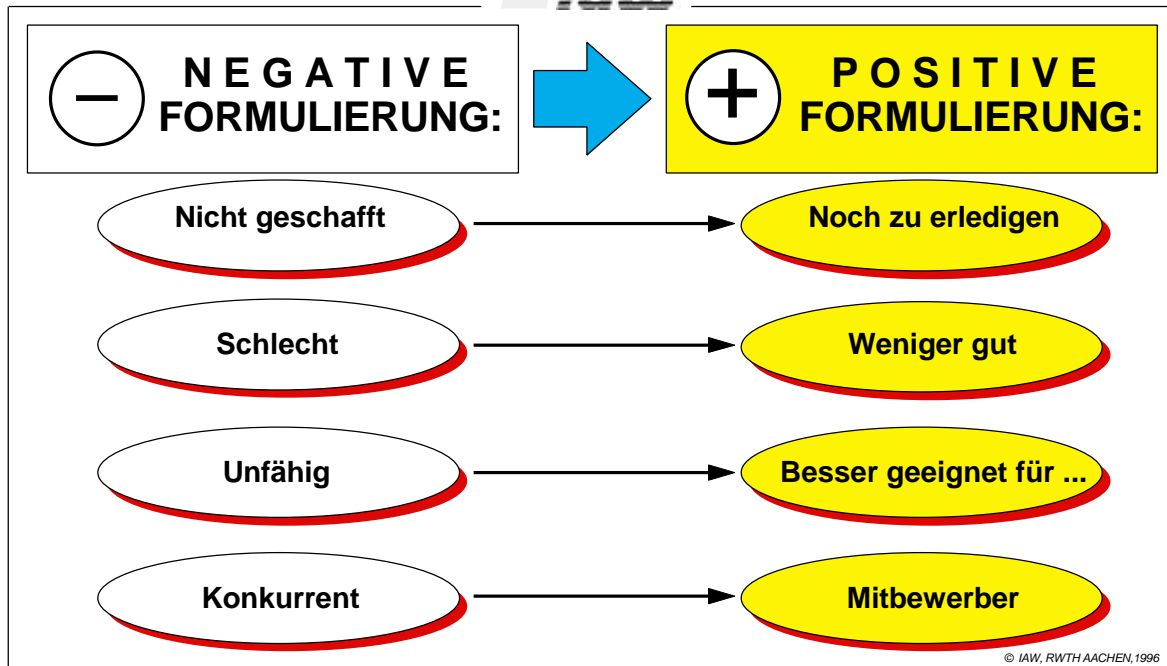 N E G A T I V E
FORMULIERUNG:
P O S I T I V E
FORMULIERUNG:
Nicht geschafft
Noch zu erledigen
Schlecht
Weniger gut
Unfähig
Besser geeignet für ...
Konkurrent
Mitbewerber
© IAW, RWTH AACHEN,1996